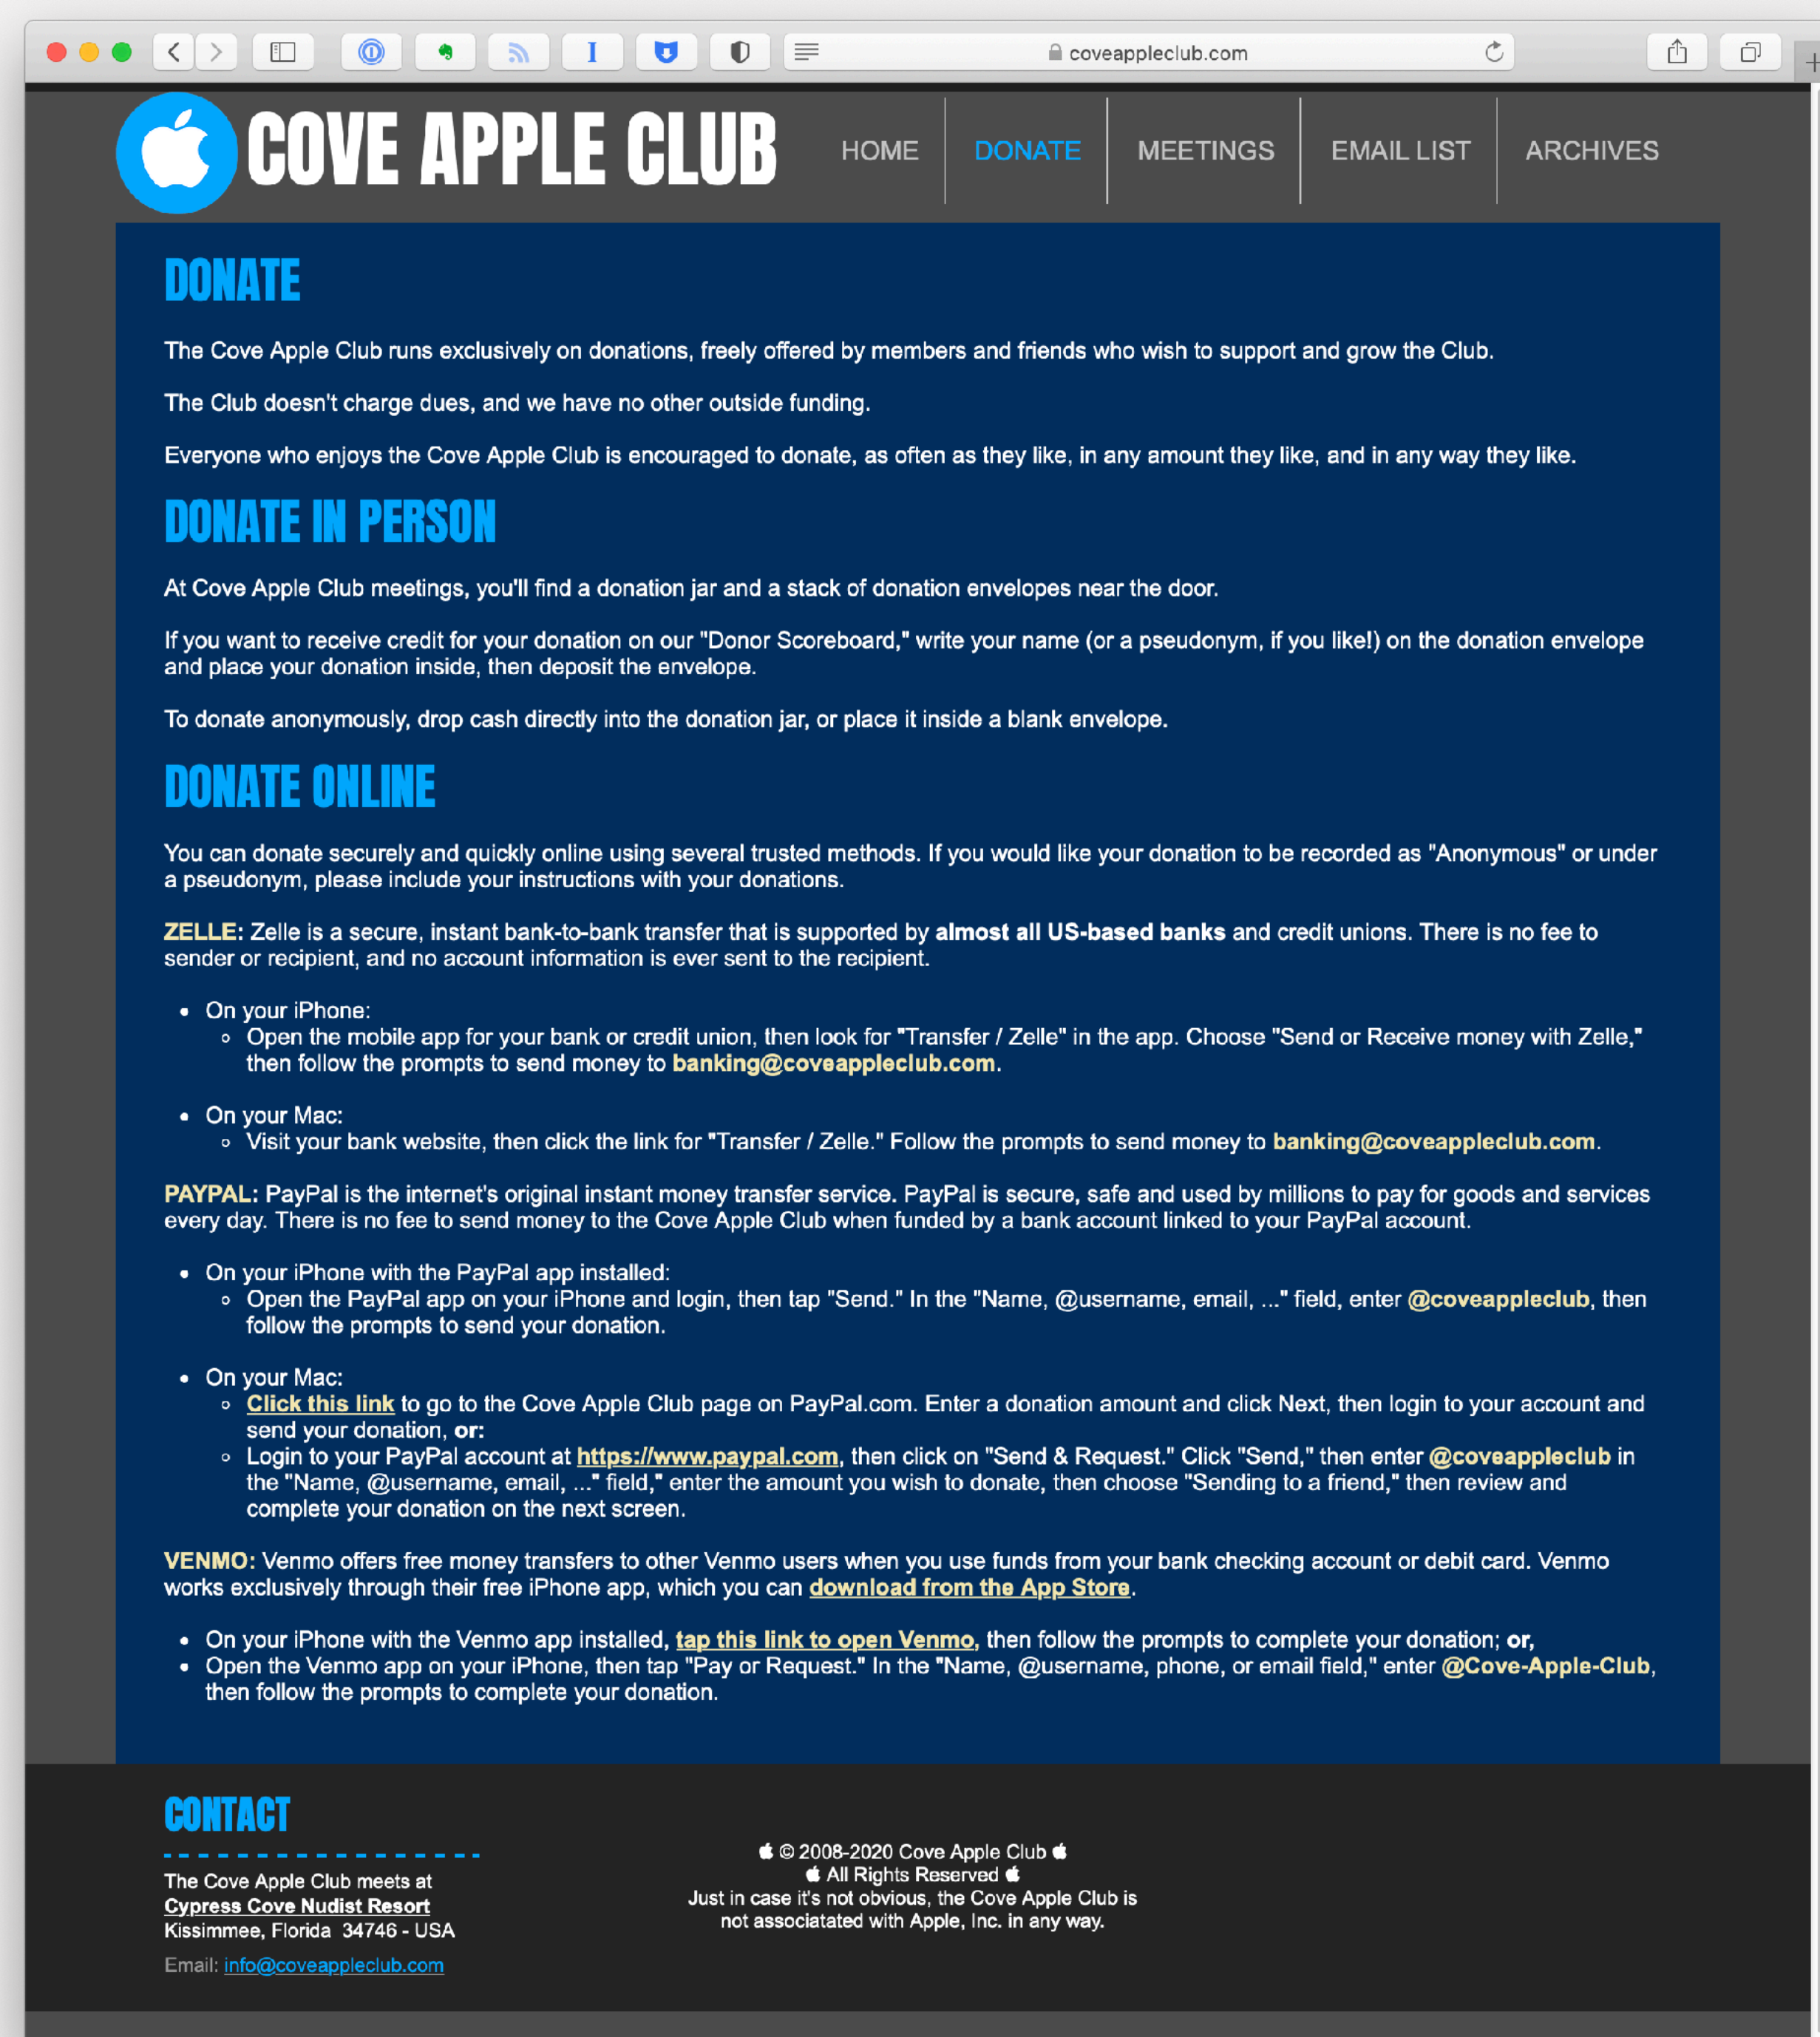 coveappleclub.com
COVE APPLE CLUB
HOME
DONATE
MEETINGS
EMAIL LIST
ARCHIVES
DONATE
The Cove Apple Club runs exclusively on donations, freely offered by members and friends who wish to support and grow the Club.
The Club doesn't charge dues, and we have no other outside funding.
Everyone who enjoys the Cove Apple Club is encouraged to donate, as often as they like, in any amount they like, and in any way they like.
DONATE IN PERSON
At Cove Apple Club meetings, you'll find a donation jar and a stack of donation envelopes near the door.
If you want to receive credit for your donation on our "Donor Scoreboard," write your name (or a pseudonym, if you like!) on the donation envelope
and place your donation inside, then deposit the envelope.
To donate anonymously, drop cash directly into the donation jar, or place it inside a blank envelope.
DONATE ONLINE
You can donate securely and quickly online using several trusted methods. If you would like your donation to be recorded as "Anonymous" or under
a pseudonym, please include your instructions with your donations.
ZELLE: Zelle is a secure, instant bank-to-bank transfer that is supported by almost all US-based banks and credit unions. There is no fee to
sender or recipient, and no account information is ever sent to the recipient.
• On your iPhone:
◦ Open the mobile app for your bank or credit union, then look for "Transfer / Zelle" in the app. Choose "Send or Receive money with Zelle,"
then follow the prompts to send money to banking@coveappleclub.com.
• On your Mac:
◦ Visit your bank website, then click the link for "Transfer / Zelle." Follow the prompts to send money to banking@coveappleclub.com.
PAYPAL: PayPal is the internet's original instant money transfer service. PayPal is secure, safe and used by millions to pay for goods and services
every day. There is no fee to send money to the Cove Apple Club when funded by a bank account linked to your PayPal account.
• On your iPhone with the PayPal app installed:
◦ Open the PayPal app on your iPhone and login, then tap "Send." In the "Name, @username, email, ..." field, enter @coveappleclub, then
follow the prompts to send your donation.
• On your Mac:
◦ Click this link to go to the Cove Apple Club page on PayPal.com. Enter a donation amount and click Next, then login to your account and
send your donation, or:
◦ Login to your PayPal account at https://www.paypal.com, then click on "Send & Request." Click "Send," then enter @coveappleclub in
the "Name, @username, email, ..." field," enter the amount you wish to donate, then choose "Sending to a friend," then review and
complete your donation on the next screen.
VENMO: Venmo offers free money transfers to other Venmo users when you use funds from your bank checking account or debit card. Venmo
works exclusively through their free iPhone app, which you can download from the App Store.
• On your iPhone with the Venmo app installed, tap this link to open Venmo, then follow the prompts to complete your donation; or,
• Open the Venmo app on your iPhone, then tap "Pay or Request." In the "Name, @username, phone, or email field," enter @Cove-Apple-Club,
then follow the prompts to complete your donation.
CONTACT
The Cove Apple Club meets at
Cypress Cove Nudist Resort
Kissimmee, Florida 34746 - USA
Email: info@coveappleclub.com
© 2008-2020 Cove Apple Club
All Rights Reserved
Just in case it's not obvious, the Cove Apple Club is
not associatated with Apple, Inc. in any way.